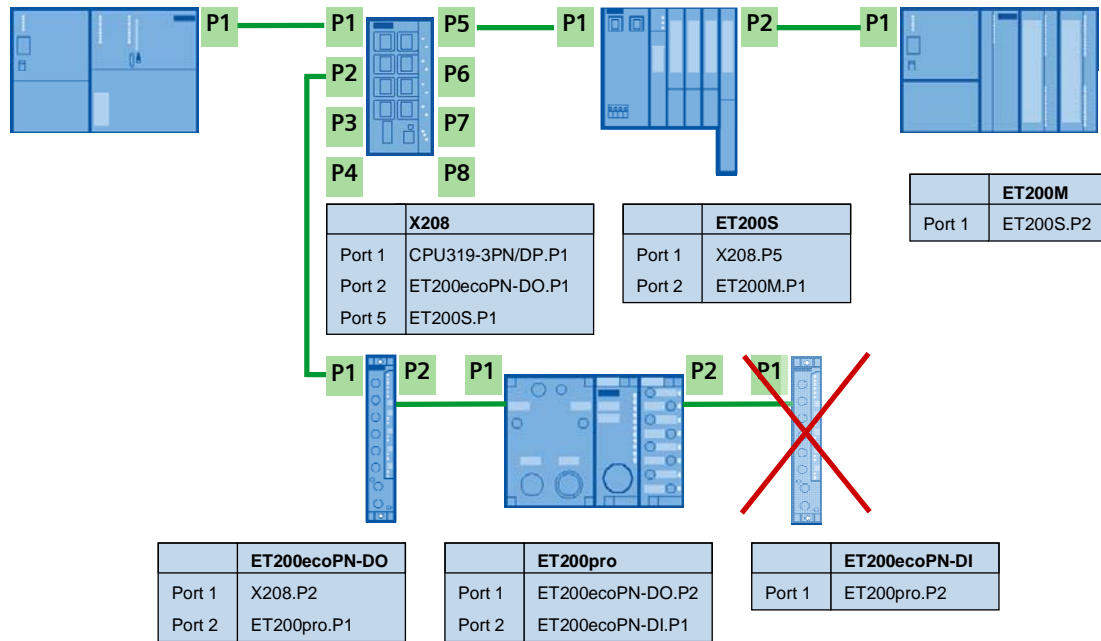 P1 P1 P5 P1 P2 P1
P2 P6
P3 P7
P4 P8
X208
Port 1 CPU319-3PN/DP.P1
Port 2 ET200ecoPN-DO.P1
Port 5 ET200S.P1
ET200S
Port 1 X208.P5
Port 2 ET200M.P1
ET200M
Port 1 ET200S.P2
P1 P2 P1 P2 P1
ET200ecoPN-DO
Port 1 X208.P2
Port 2 ET200pro.P1
ET200pro
Port 1 ET200ecoPN-DO.P2
Port 2 ET200ecoPN-DI.P1
ET200ecoPN-DI
Port 1 ET200pro.P2